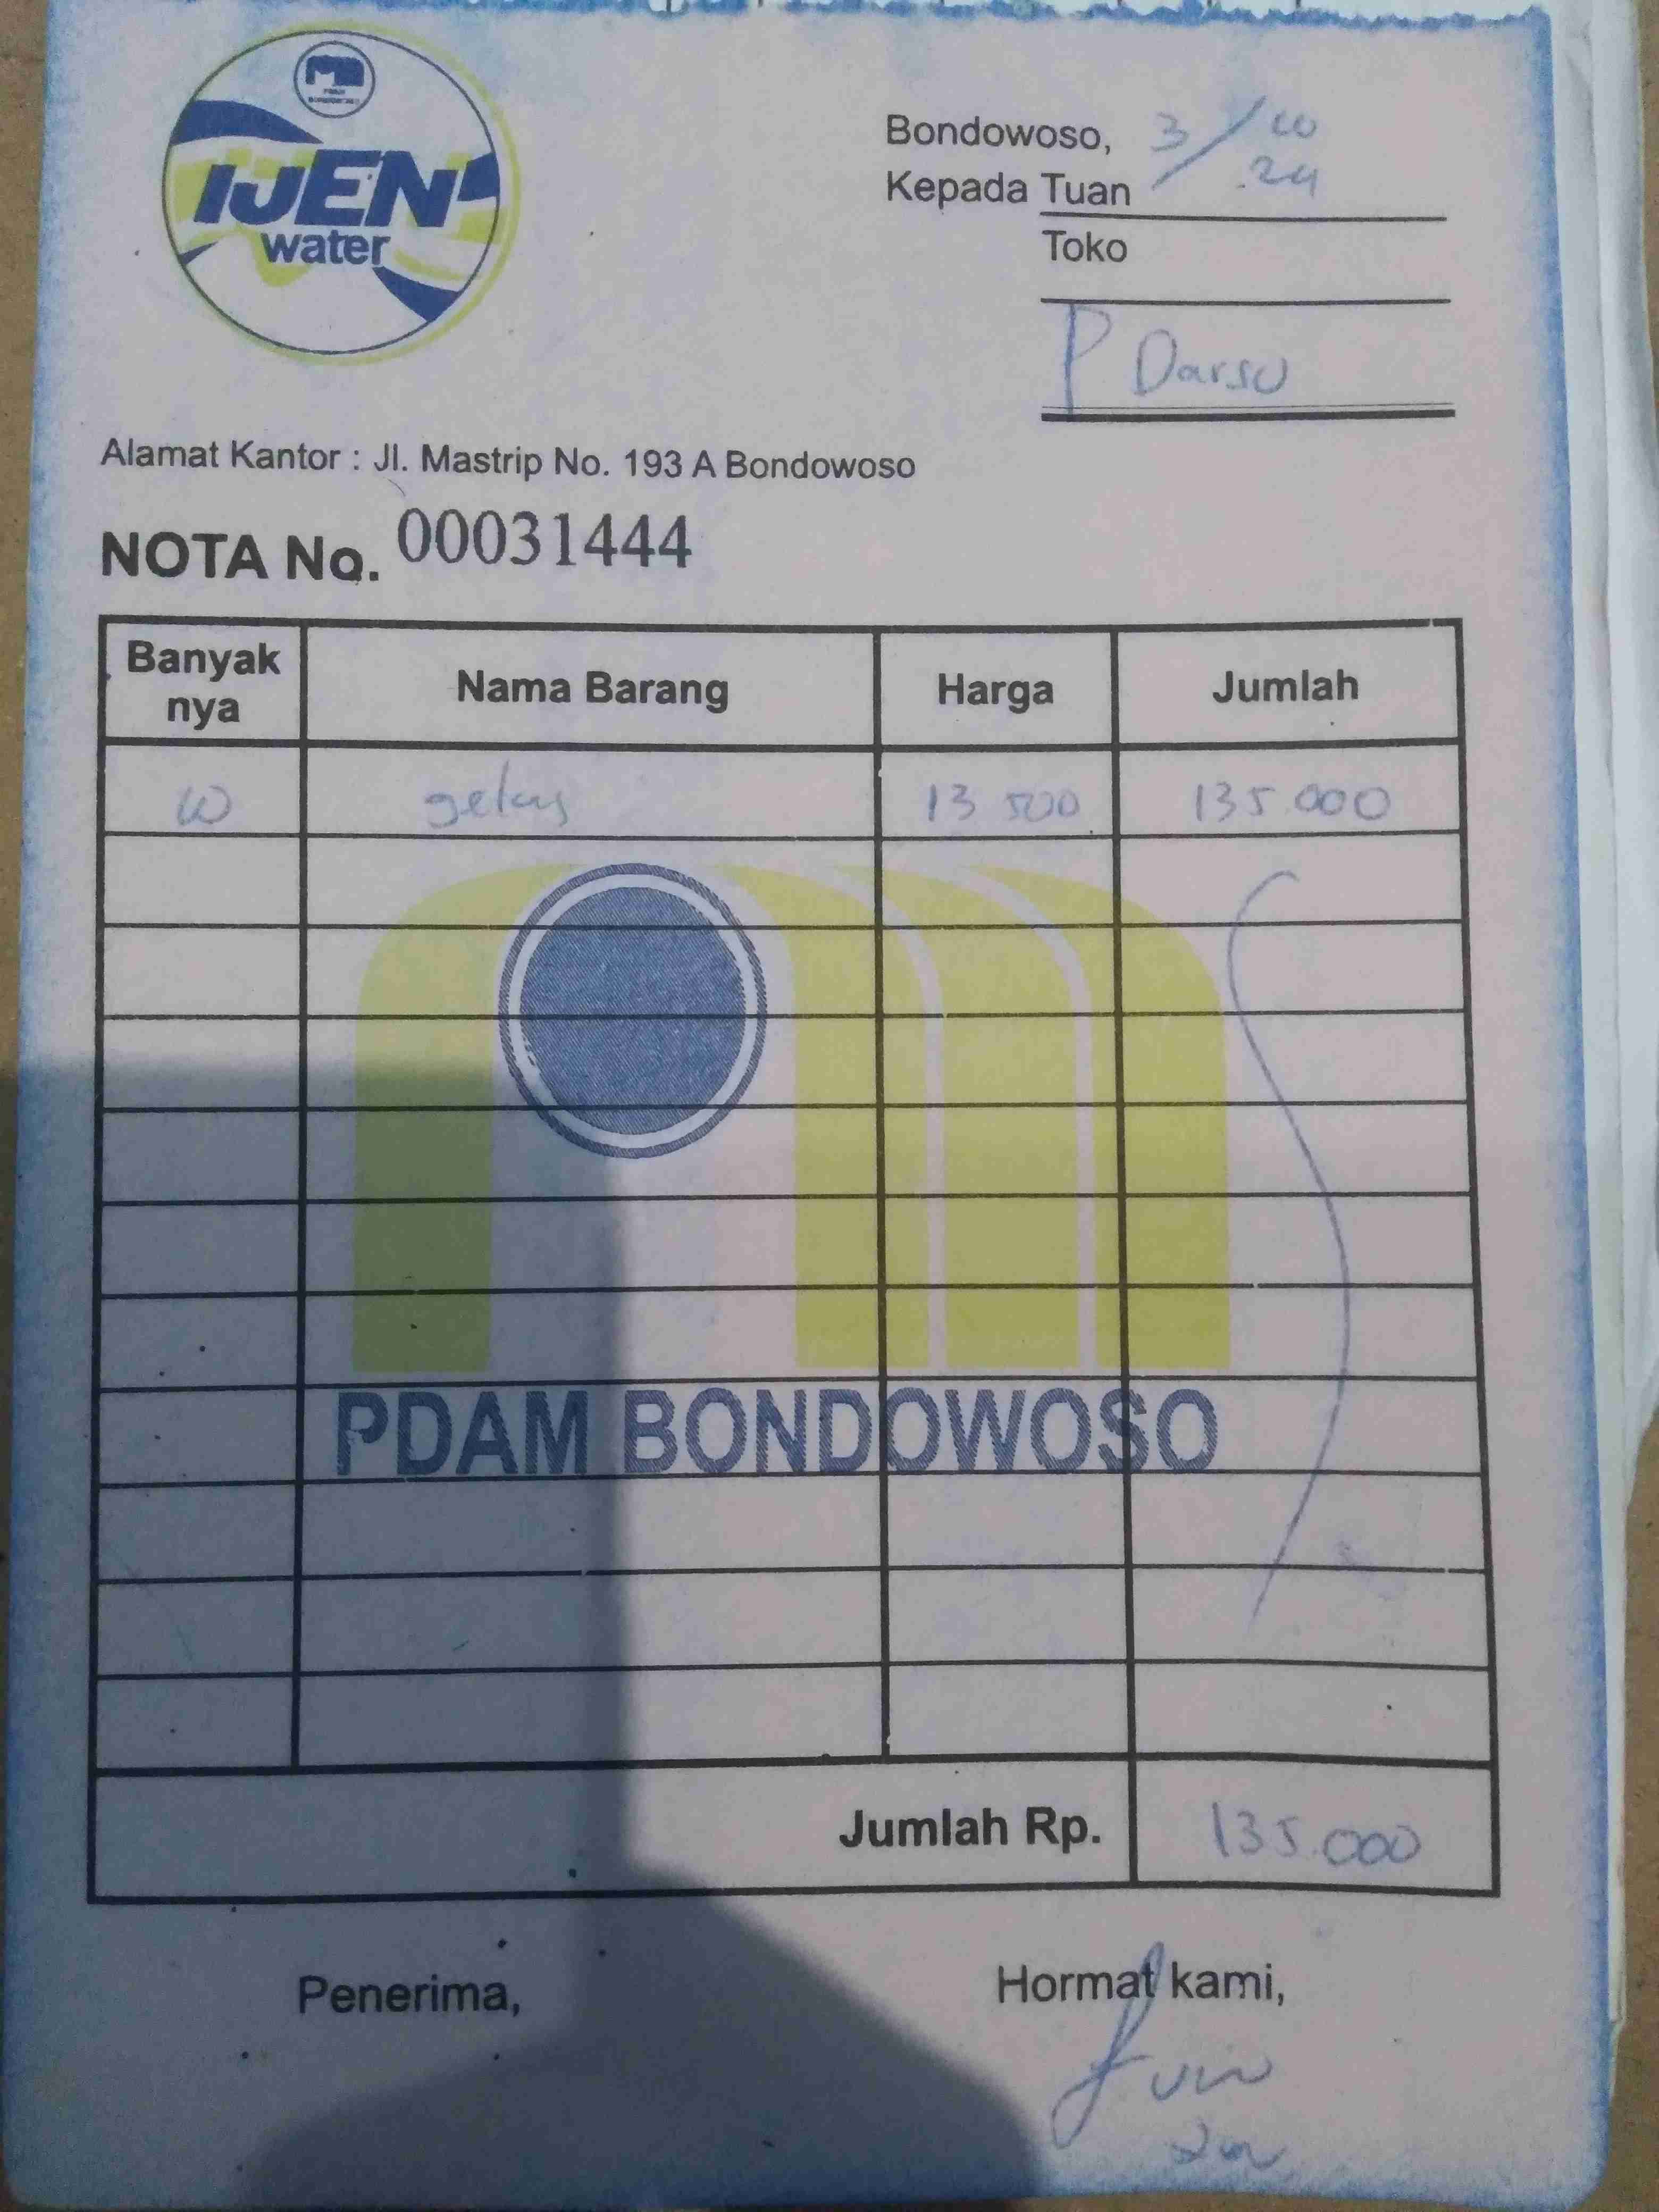 IJEN
water
Bondowoso, 3/10
24
Kepada Tuan
Toko
P Darso
Alamat Kantor : Jl. Mastrip No. 193 A Bondowoso
NOTA No. 00031444
Banyak nya Nama Barang Harga Jumlah
10 gelas 13 500 135.000
PDAM BONDOWOSO
Jumlah Rp. 135.000
Penerima, Hormat kami,